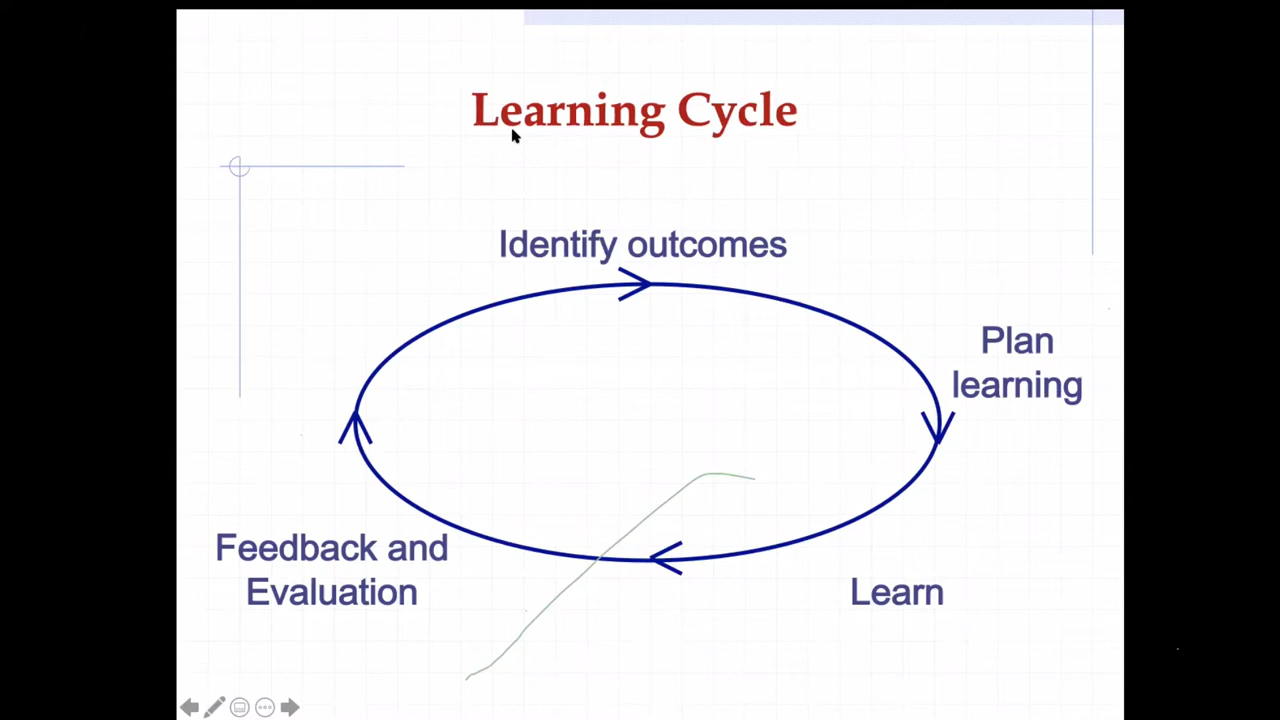 Learning Cycle
Identify outcomes
Plan
learning
Learn
Feedback and
Evaluation